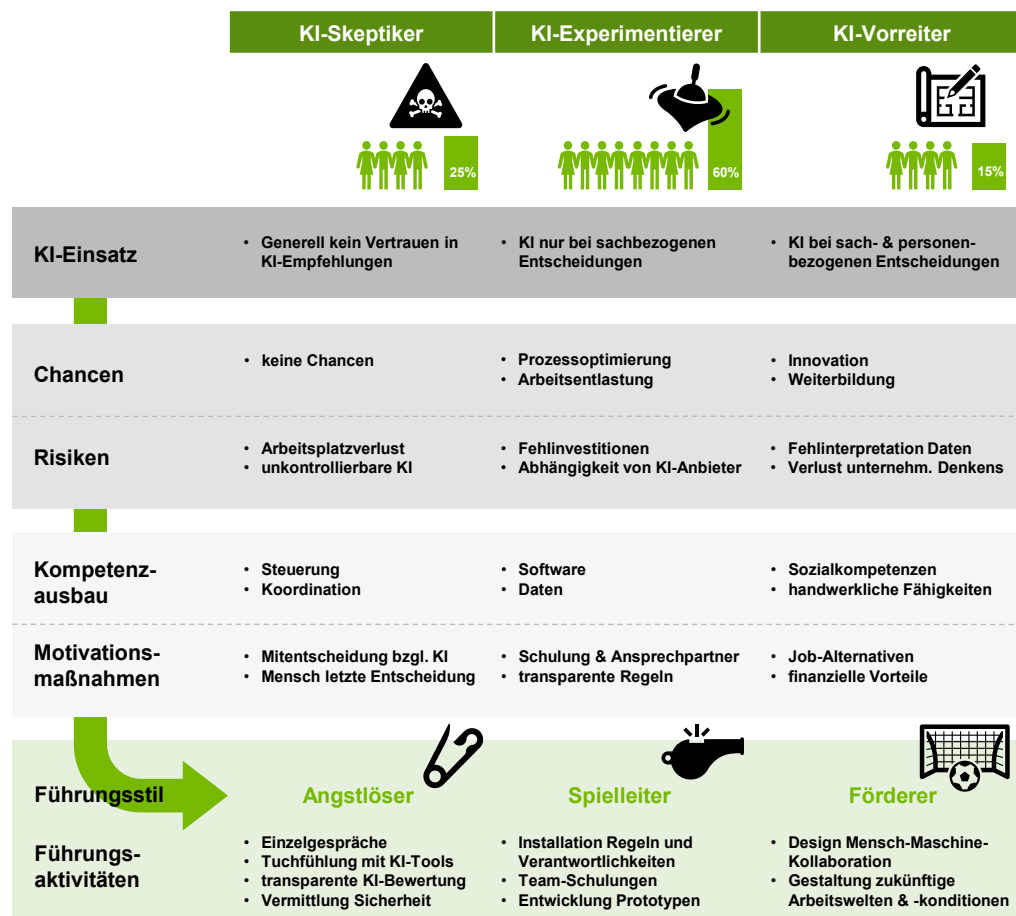 KI-Skeptiker
KI-Experimentierer
KI-Vorreiter
25%
60%
15%
KI-Einsatz
• Generell kein Vertrauen in
KI-Empfehlungen
• KI nur bei sachbezogenen
Entscheidungen
• KI bei sach- & personen-
bezogenen Entscheidungen
Chancen
• keine Chancen
• Prozessoptimierung
• Arbeitsentlastung
• Innovation
• Weiterbildung
Risiken
• Arbeitsplatzverlust
• unkontrollierbare KI
• Fehlinvestitionen
• Abhängigkeit von KI-Anbieter
• Fehlinterpretation Daten
• Verlust unternehm. Denkens
Kompetenz-
ausbau
• Steuerung
• Koordination
• Software
• Daten
• Sozialkompetenzen
• handwerkliche Fähigkeiten
Motivations-
maßnahmen
• Mitentscheidung bzgl. KI
• Mensch letzte Entscheidung
• Schulung & Ansprechpartner
• transparente Regeln
• Job-Alternativen
• finanzielle Vorteile
Führungsstil
Angstlöser
Spielleiter
Förderer
Führungs-
aktivitäten
• Einzelgespräche
• Tuchfühlung mit KI-Tools
• transparente KI-Bewertung
• Vermittlung Sicherheit
• Installation Regeln und
Verantwortlichkeiten
• Team-Schulungen
• Entwicklung Prototypen
• Design Mensch-Maschine-
Kollaboration
• Gestaltung zukünftige
Arbeitswelten & -konditionen